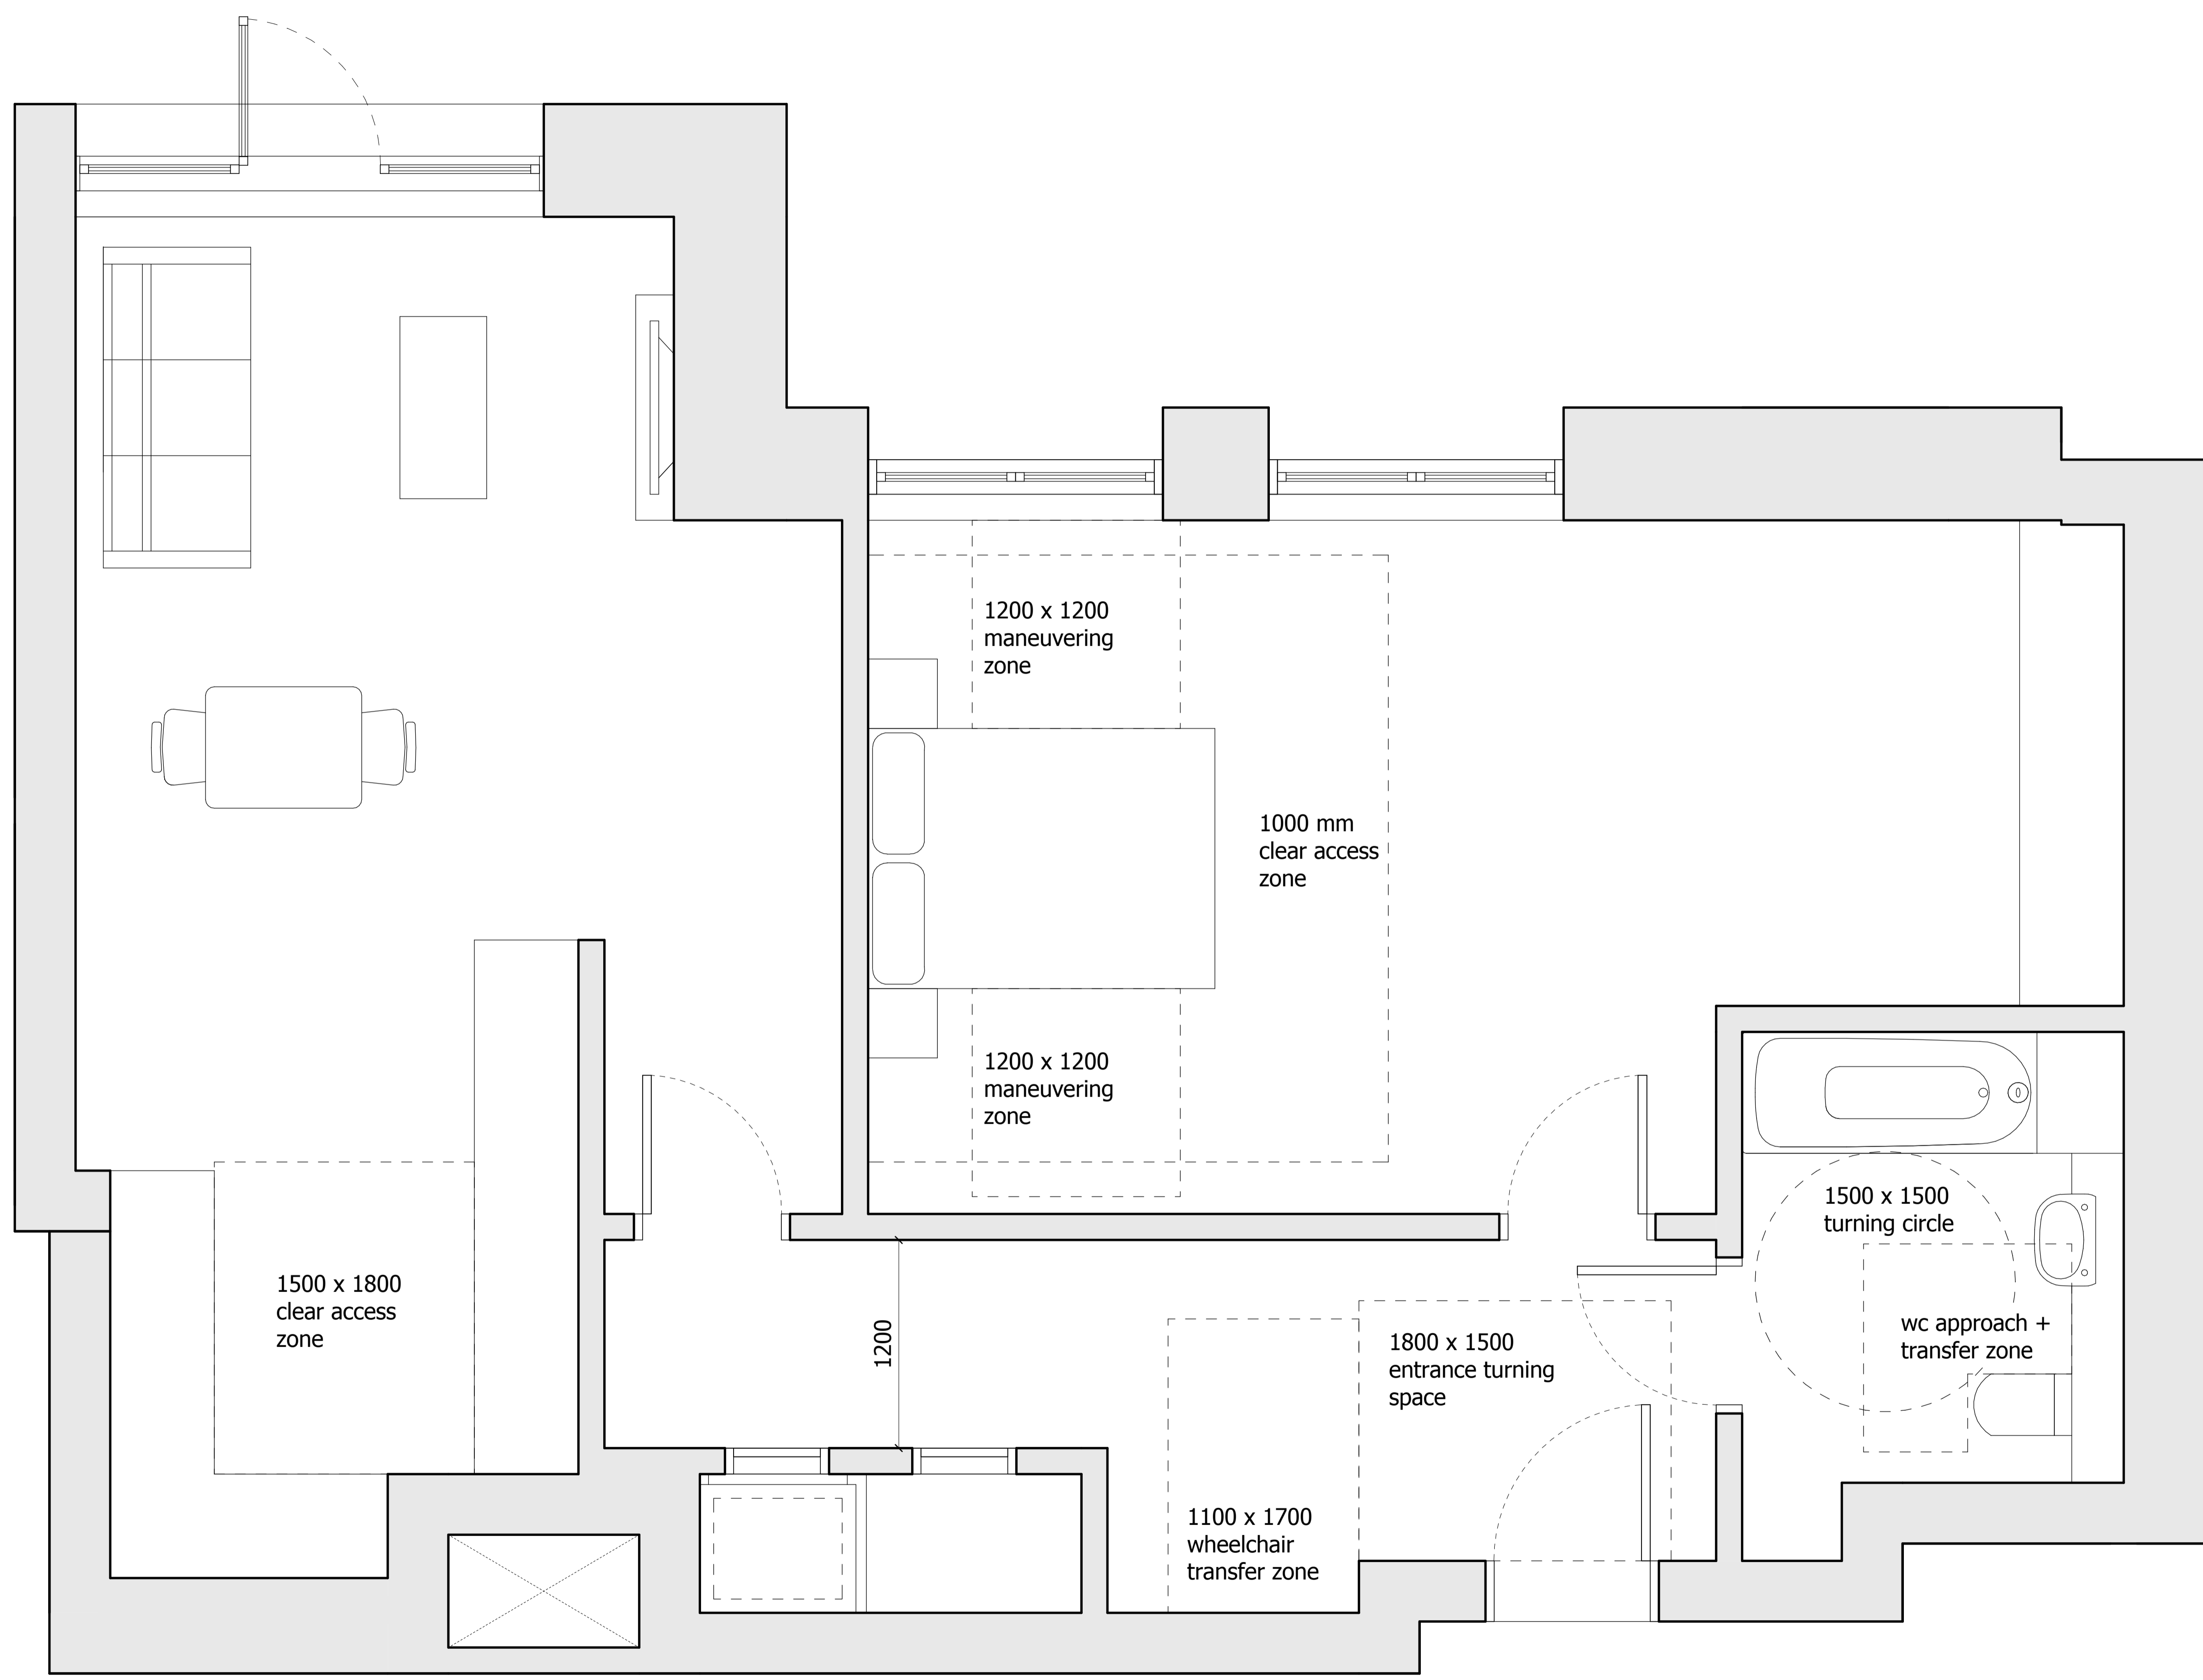 1200 x 1200
maneuvering
zone
1000 mm
clear access
zone
1200 x 1200
maneuvering
zone
1500 x 1500
turning circle
1500 x 1800
clear access
zone
1200
wc approach +
transfer zone
1800 x 1500
entrance turning
space
1100 x 1700
wheelchair
transfer zone